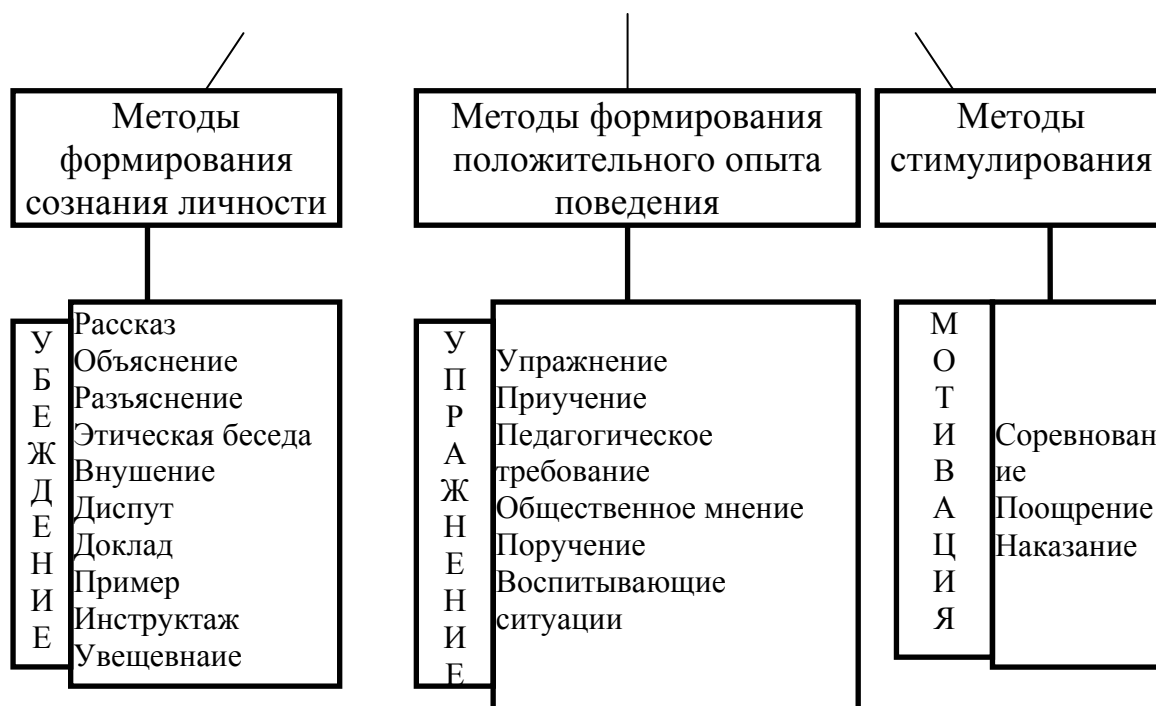 Методы
формирования
сознания личности
Методы формирования
положительного опыта
поведения
Методы
стимулирования
У
Б
Е
Ж
Д
Е
Н
И
Е
Рассказ
Объяснение
Разъяснение
Этическая беседа
Внушение
Диспут
Доклад
Пример
Инструктаж
Увещевнаие
У
П
Р
А
Ж
Н
Е
Н
И
Е
Упражнение
Приучение
Педагогическое
требование
Общественное мнение
Поручение
Воспитывающие
ситуации
М
О
Т
И
В
А
Ц
И
Я
Соревнован
ие
Поощрение
Наказание